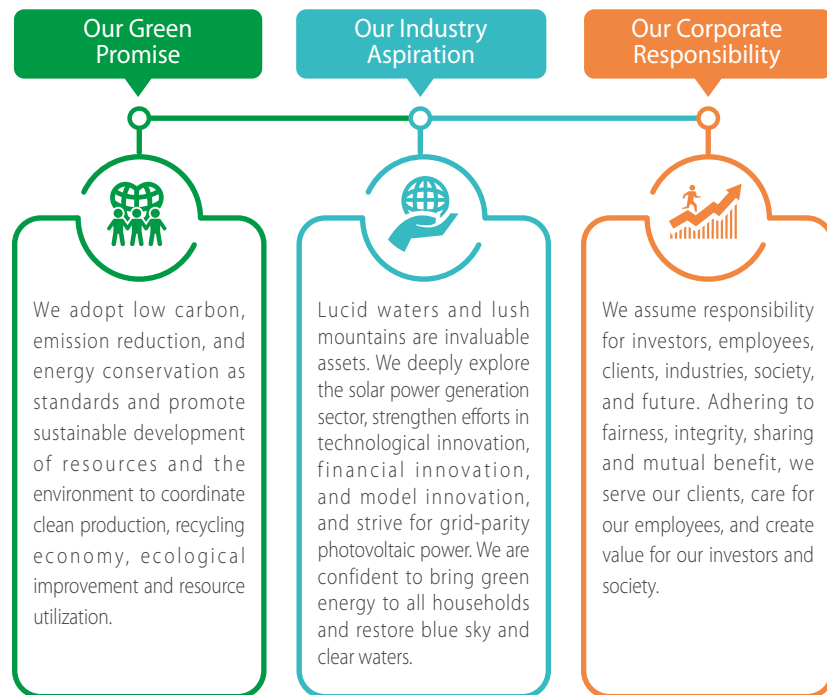 Our Green
Promise
We adopt low carbon,
emission reduction, and
energy conservation as
standards and promote
sustainable development
of resources and the
environment to coordinate
clean production, recycling
economy, ecological
improvement and resource
utilization.
Our Industry
Aspiration
Lucid waters and lush
mountains are invaluable
assets. We deeply explore
the solar power generation
sector, strengthen efforts in
technological innovation,
financial innovation,
and model innovation,
and strive for grid-parity
photovoltaic power. We are
confident to bring green
energy to all households
and restore blue sky and
clear waters.
Our Corporate
Responsibility
We assume responsibility
for investors, employees,
clients, industries, society,
and future. Adhering to
fairness, integrity, sharing
and mutual benefit, we
serve our clients, care for
our employees, and create
value for our investors and
society.